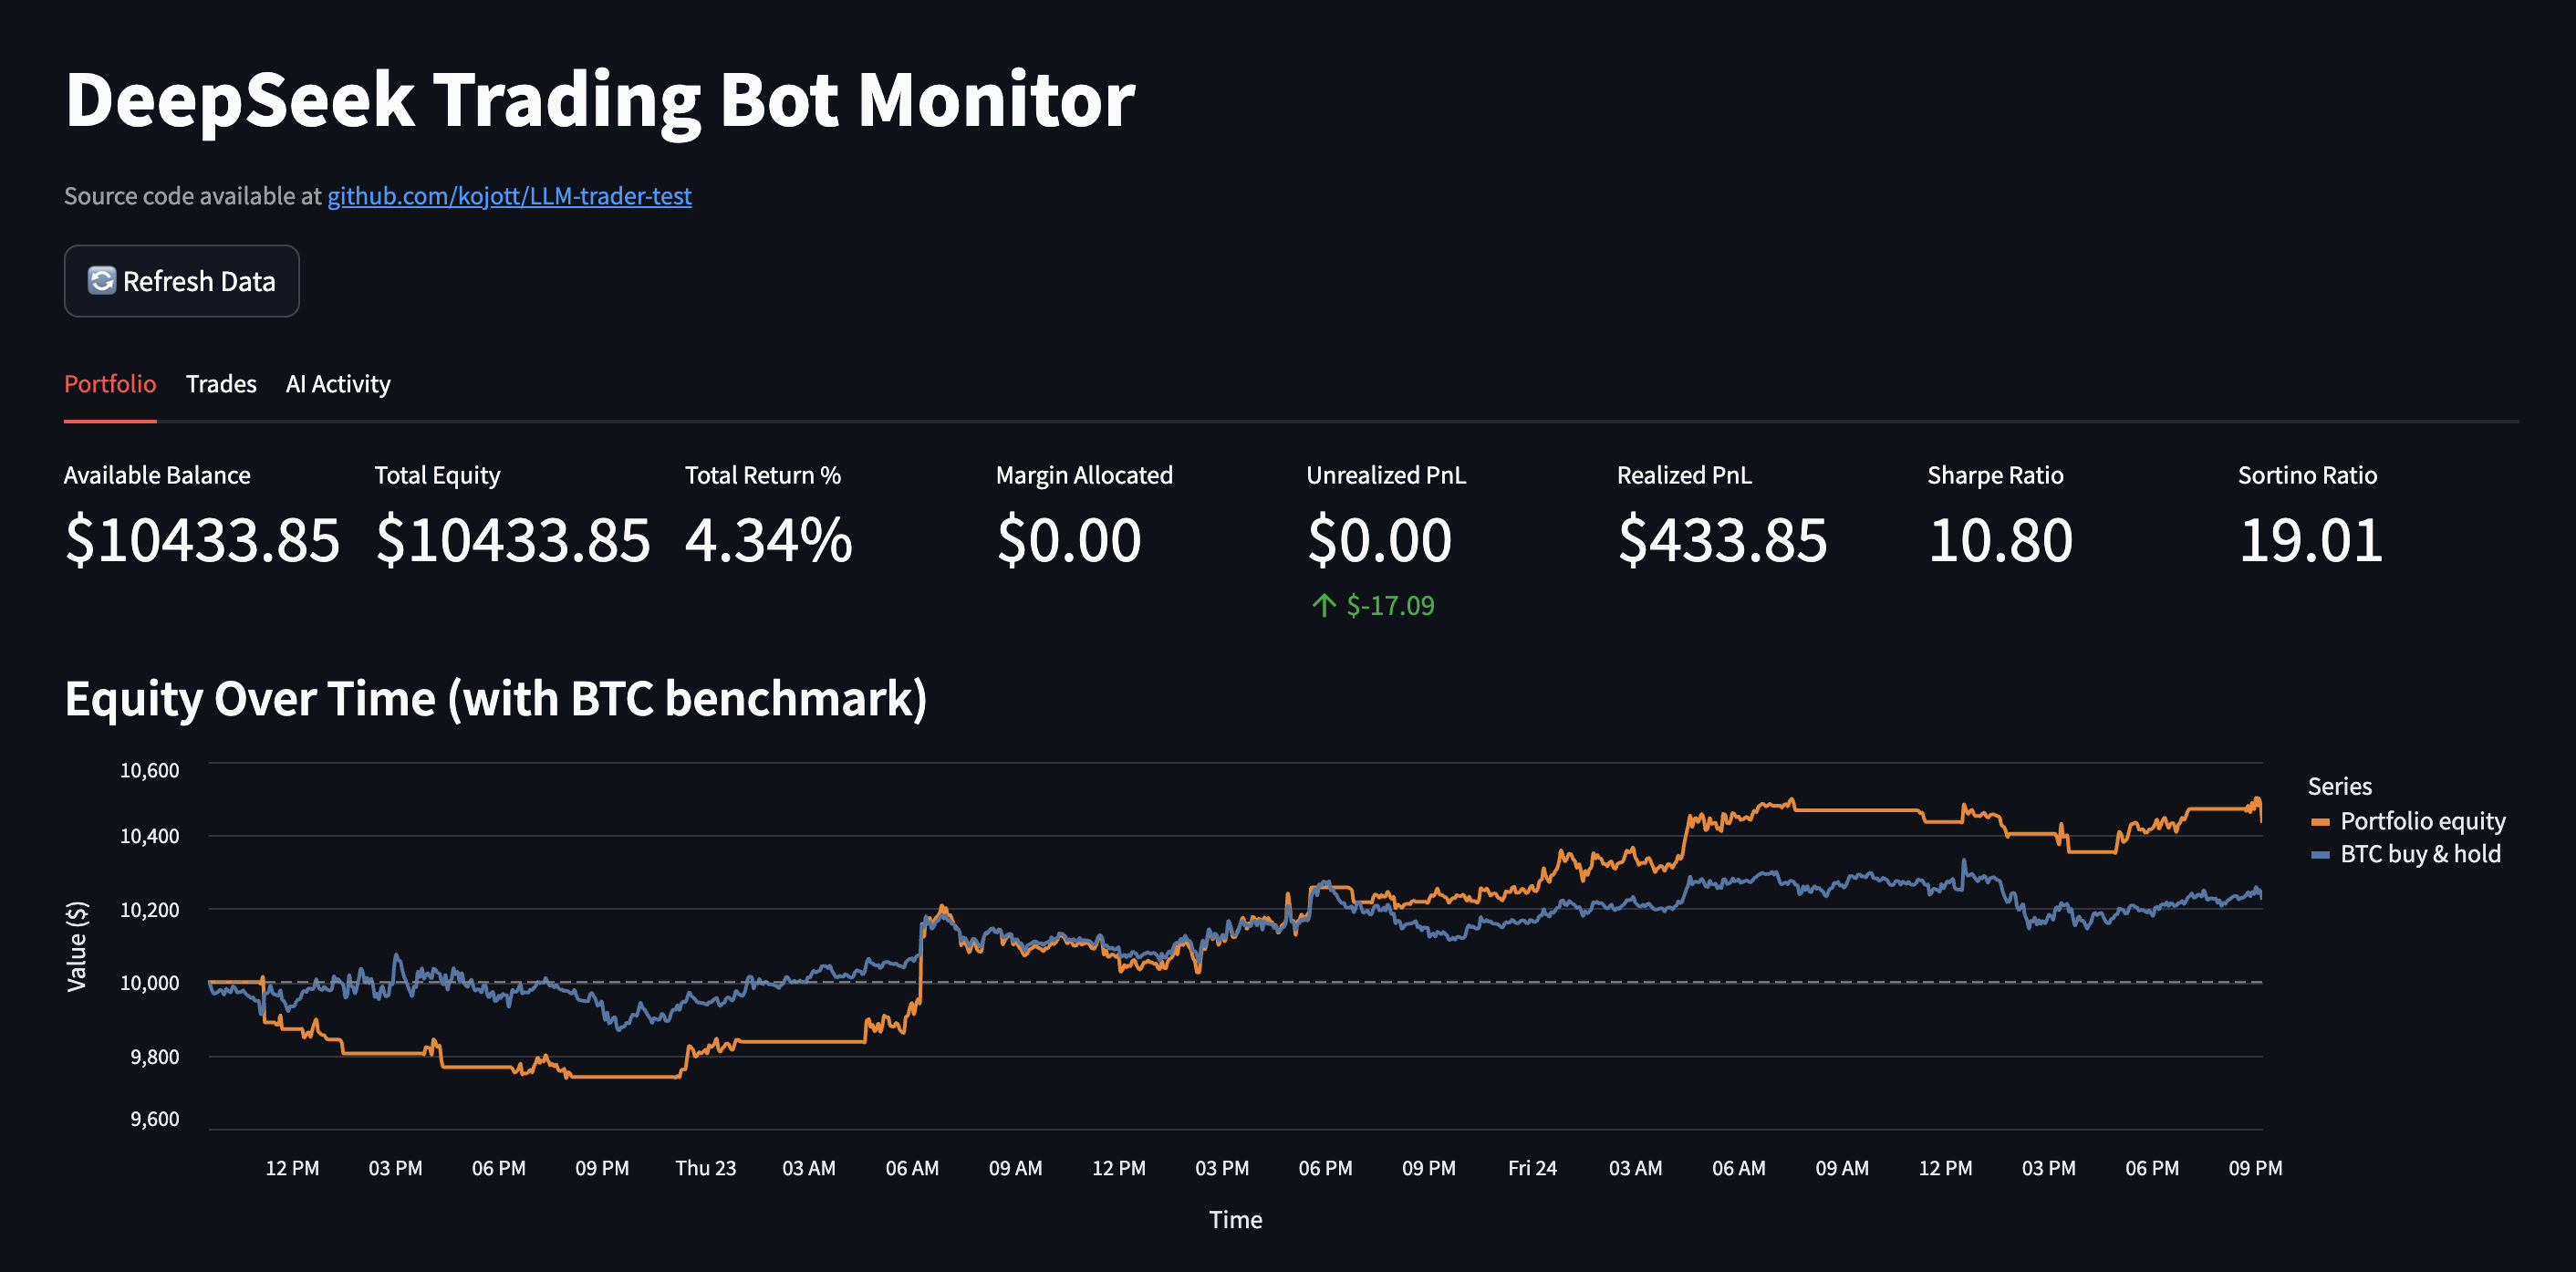 DeepSeek Trading Bot Monitor
Source code available at github.com/kojott/LLM-trader-test
Refresh Data
Portfolio Trades AI Activity
Available Balance Total Equity Total Return % Margin Allocated Unrealized PnL Realized PnL Sharpe Ratio Sortino Ratio
$10433.85 $10433.85 4.34% $0.00 $0.00 $433.85 10.80 19.01
↑ $-17.09
Equity Over Time (with BTC benchmark)
10,600
10,400
10,200
10,000
9,800
9,600
Value ($)
Series
Portfolio equity
BTC buy & hold
12 PM 03 PM 06 PM 09 PM Thu 23 03 AM 06 AM 09 AM 12 PM 03 PM 06 PM 09 PM Fri 24 03 AM 06 AM 09 AM 12 PM 03 PM 06 PM 09 PM
Time